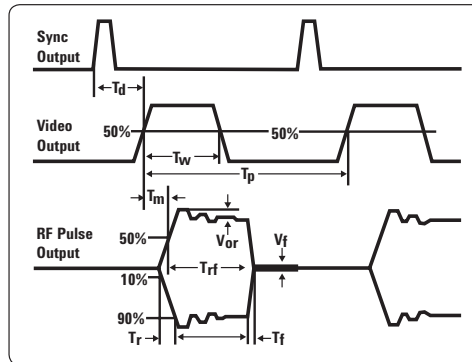 Sync
Output
Td
Video
Output
50%
50%
Tw
Tp
Tm
RF Pulse
Output
50%
Vor
Vf
Trf
10%
90%
Tr
Tf